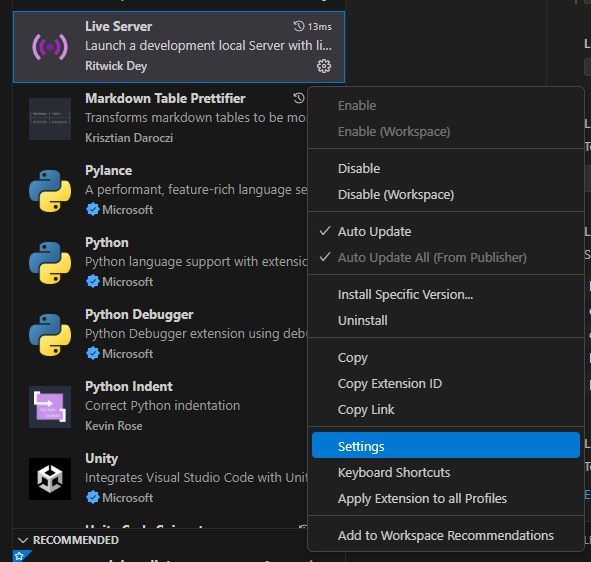 Live Server
13ms
Launch a development local Server with li...
Ritwick Dey
Markdown Table Prettifier
Transforms markdown tables to be mo
Krisztian Daroczi
Pylance
A performant, feature-rich language se
Microsoft
Python
Python language support with extensio
Microsoft
Python Debugger
Python Debugger extension using debu
Microsoft
Python Indent
Correct Python indentation
Kevin Rose
Unity
Integrates Visual Studio Code with Unit
Microsoft
RECOMMENDED
Enable
Enable (Workspace)
Disable
Disable (Workspace)
Auto Update
Auto Update All (From Publisher)
Install Specific Version...
Uninstall
Copy
Copy Extension ID
Copy Link
Settings
Keyboard Shortcuts
Apply Extension to all Profiles
Add to Workspace Recommendations